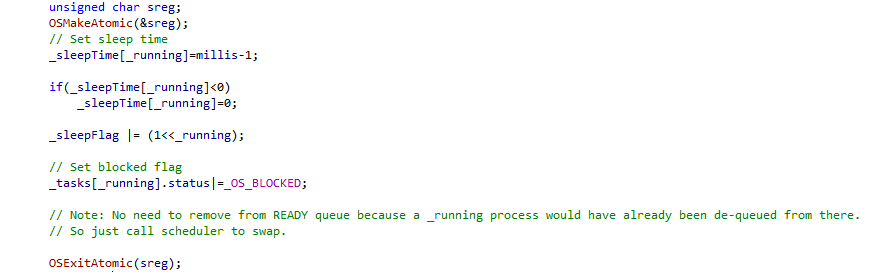 unsigned char sreg;
OSMakeAtomic(&sreg);
// Set sleep time
_sleepTime[_running]=millis-1;
if(_sleepTime[_running]<0)
_sleepTime[_running]=0;
_sleepFlag |= (1<<_running);
// Set blocked flag
_tasks[_running].status|=_OS_BLOCKED;
// Note: No need to remove from READY queue because a _running process would have already been de-queued from there.
// So just call scheduler to swap.
OSExitAtomic(sreg);